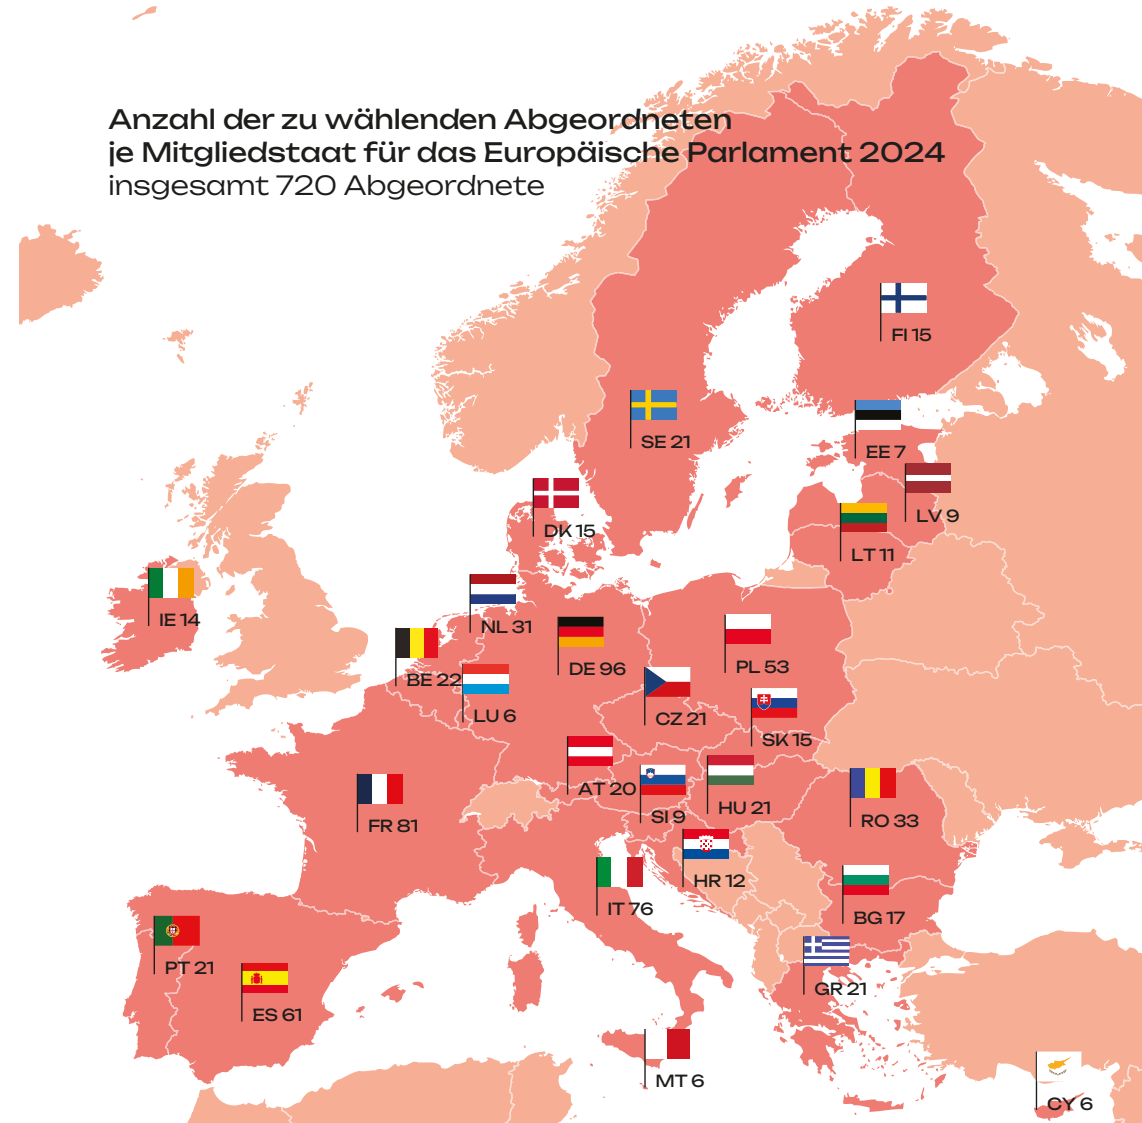 Anzahl der zu wählenden Abgeordneten
je Mitgliedstaat für das Europäische Parlament 2024
insgesamt 720 Abgeordnete
FI 15
SE 21
EE 7
LV 9
DK 15
LT 11
IE 14
NL 31
DE 96
PL 53
BE 22
LU 6
CZ 21
SK 15
AT 20
HU 21
SI 9
FR 81
RO 33
HR 12
IT 76
BG 17
PT 21
GR 21
ES 61
MT 6
CY 6